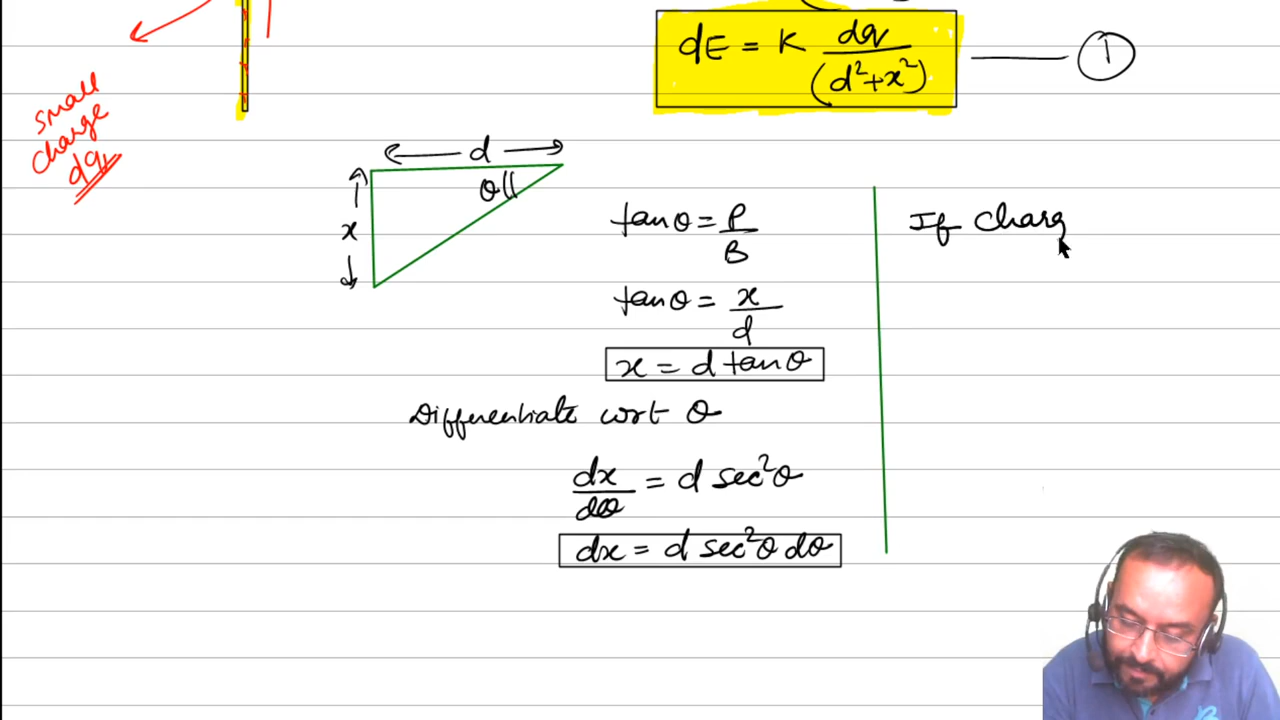 dE = K dq / (d²+x²) — 1
small
charge
dq
d
θ
x
tanθ = P / B
tanθ = x / d
x = d tanθ
Differentiate wrt θ
dx / dθ = d sec²θ
dx = d sec²θ dθ
If Charg